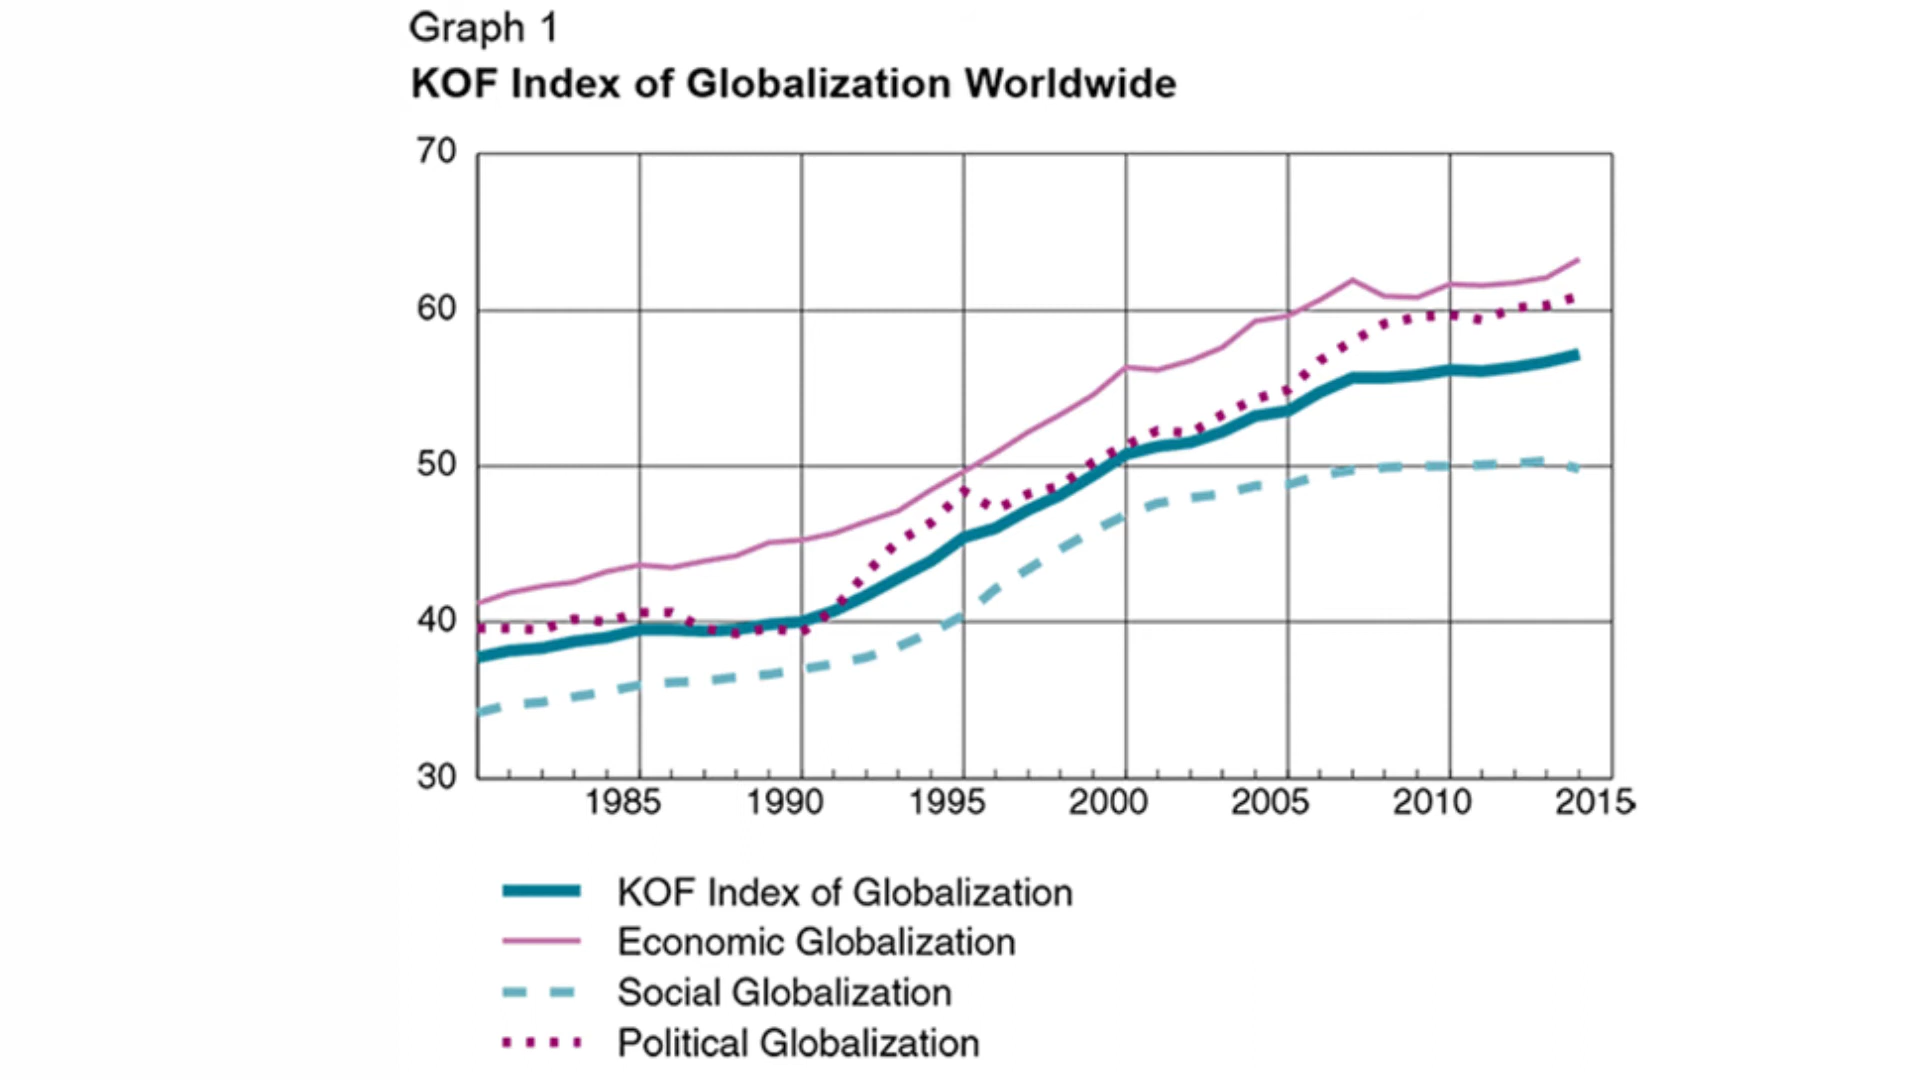 Graph 1
KOF Index of Globalization Worldwide
70
60
50
40
30
1985 1990 1995 2000 2005 2010 2015
KOF Index of Globalization
Economic Globalization
Social Globalization
Political Globalization